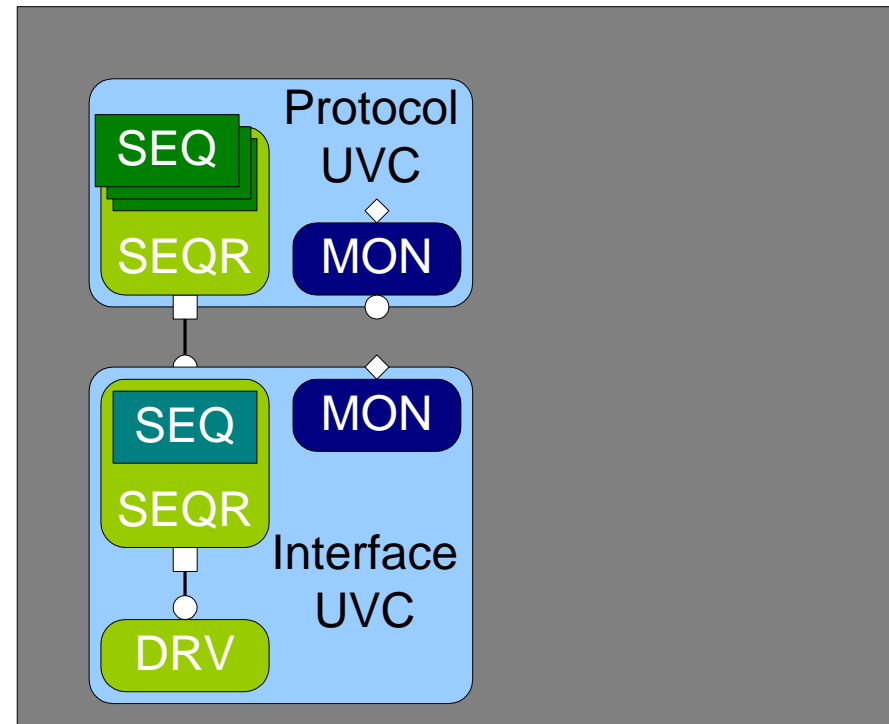 Protocol
UVC
SEQ
SEQR
MON
SEQ
MON
SEQR
Interface
UVC
DRV